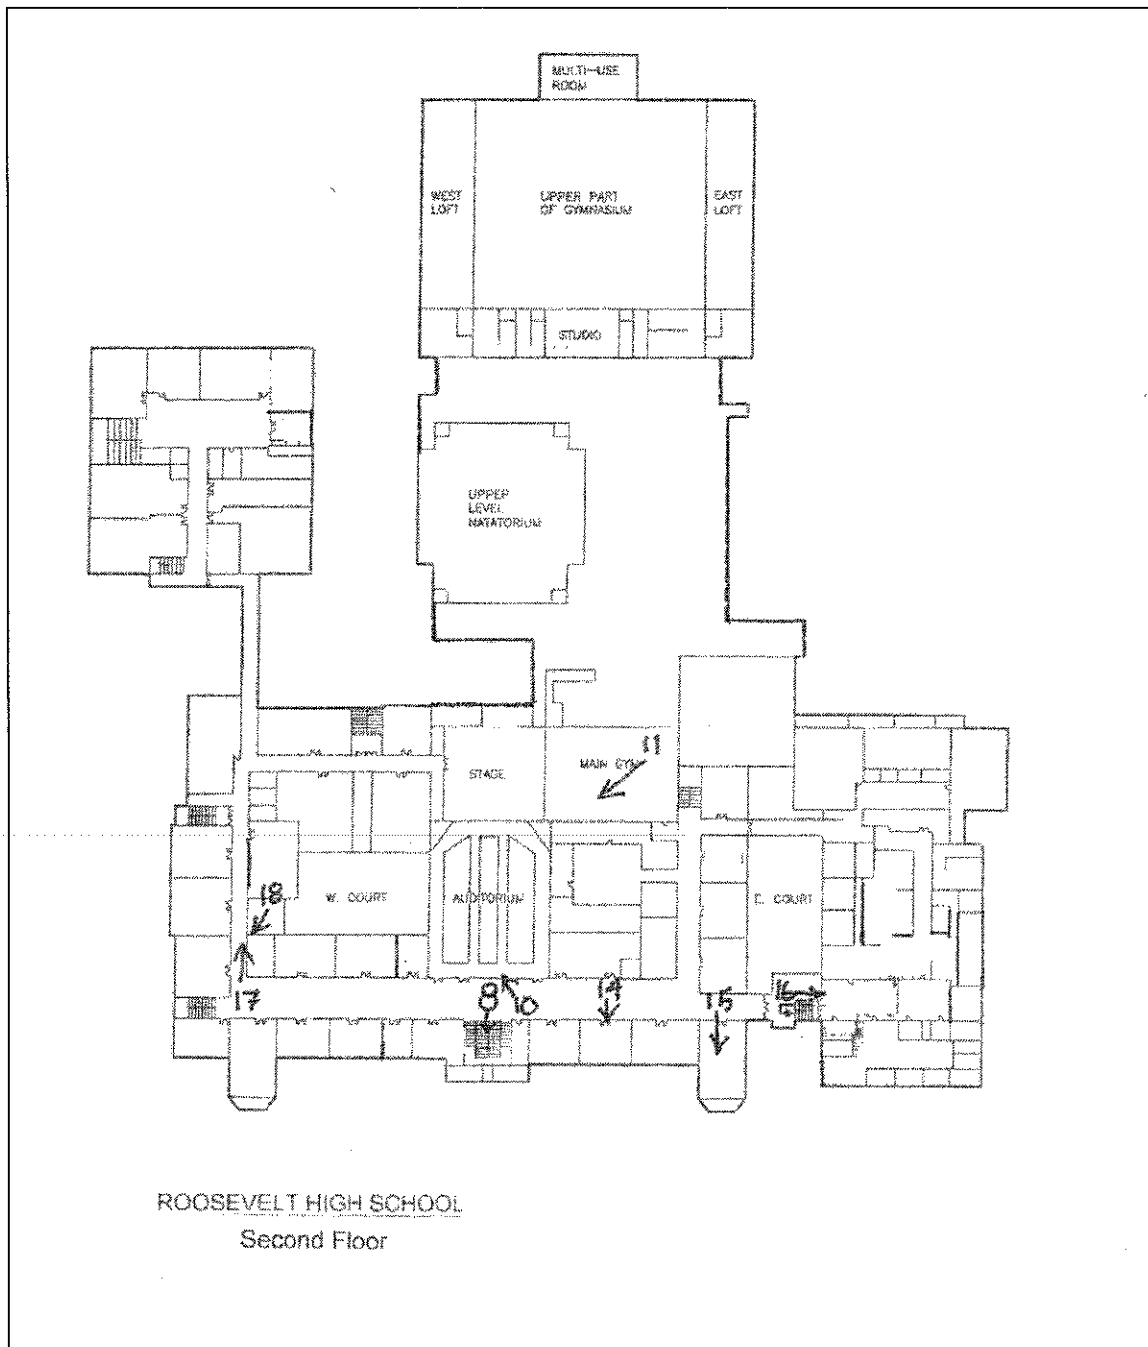 MULTI-USE
ROOM
WEST
LOFT
UPPER PART
OF GYMNASIUM
EAST
LOFT
STUDIO
UPPER
LEVEL
NATATORIUM
STAGE
MAIN GYM
11
W. COURT
AUDITORIUM
E. COURT
18
17
8
10
14
15
16
ROOSEVELT HIGH SCHOOL
Second Floor